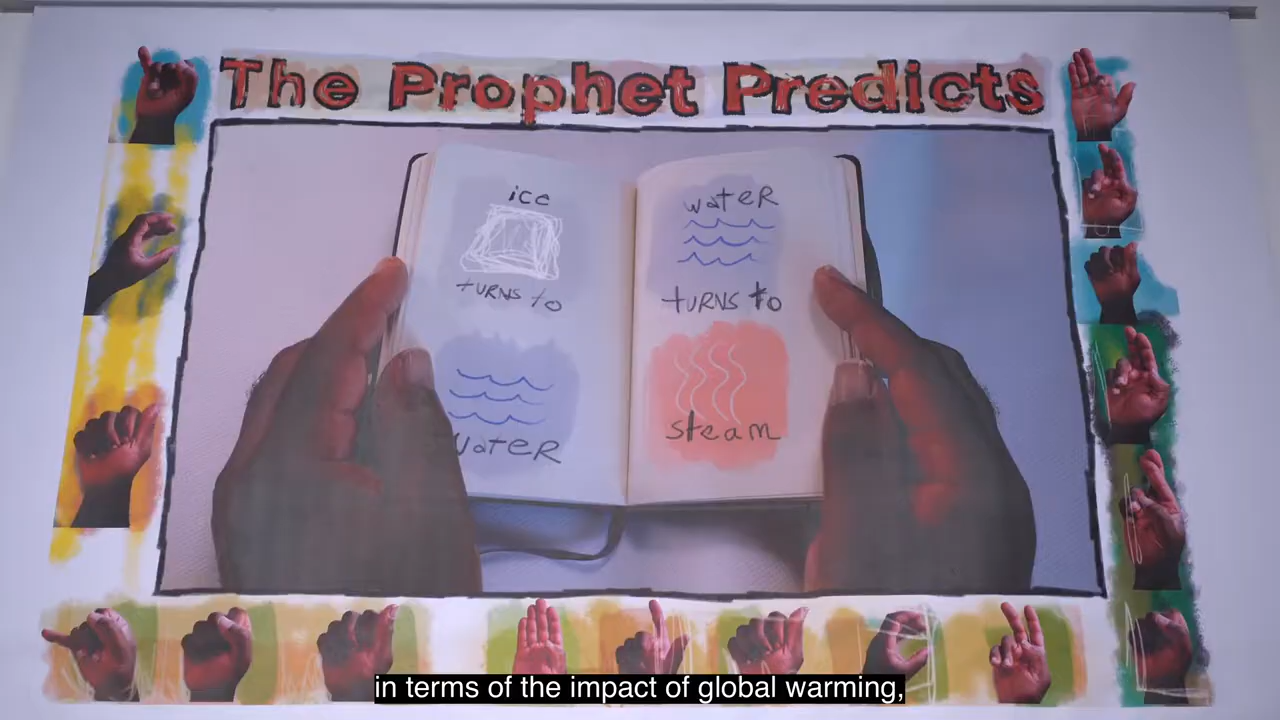 The Prophet Predicts
ice
turns to
water
water
turns to
steam
in terms of the impact of global warming,